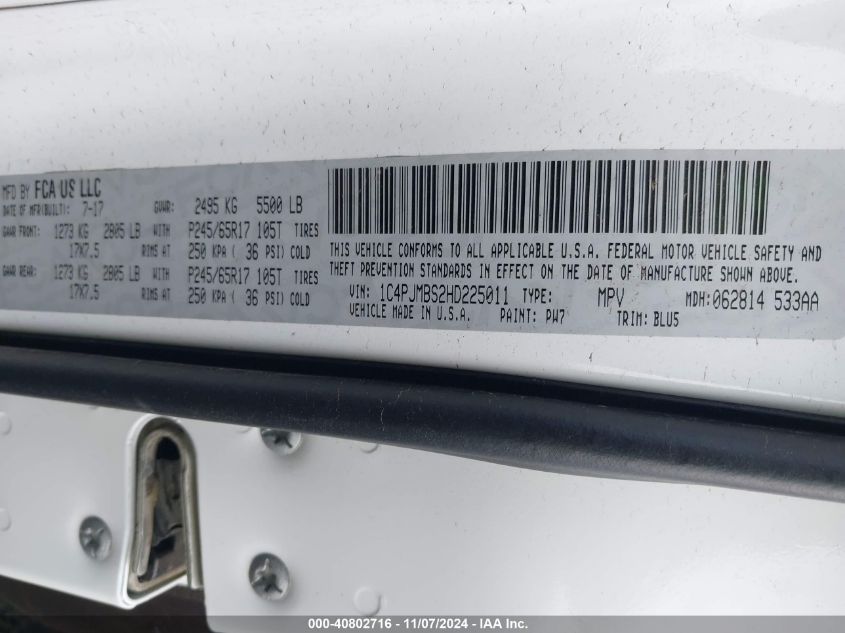 MFD BY FCA US LLC
DATE OF MFR(BUILT): 7-17 GVWR: 2495 KG 5500 LB
GAWR FRONT: 1273 KG 2805 LB WITH P245/65R17 105T TIRES
17X7.5 RIMS AT 250 KPA ( 36 PSI) COLD
GAWR REAR: 1273 KG 2805 LB WITH P245/65R17 105T TIRES
17X7.5 RIMS AT 250 KPA ( 36 PSI) COLD
THIS VEHICLE CONFORMS TO ALL APPLICABLE U.S.A. FEDERAL MOTOR VEHICLE SAFETY AND
THEFT PREVENTION STANDARDS IN EFFECT ON THE DATE OF MANUFACTURE SHOWN ABOVE.
VIN: 1C4PJMBS2HD225011 TYPE: MPV MDH:062814 533AA
VEHICLE MADE IN U.S.A. PAINT: PW7 TRIM: BLU5
000-40802716 - 11/07/2024 - IAA Inc.